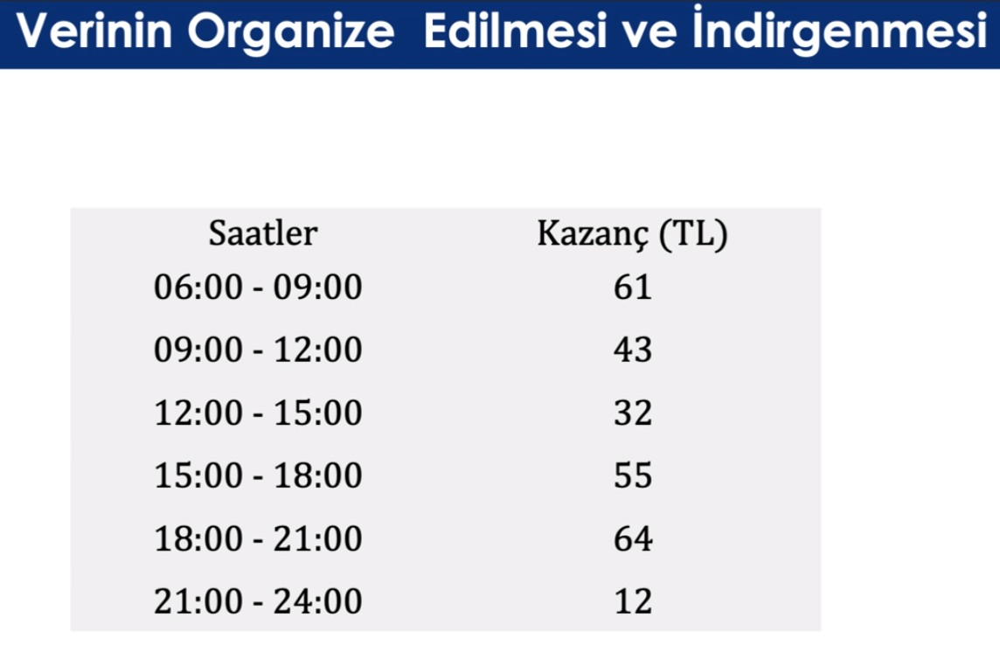 Verinin Organize Edilmesi ve İndirgenmesi
Saatler Kazanç (TL)
06:00 - 09:00 61
09:00 - 12:00 43
12:00 - 15:00 32
15:00 - 18:00 55
18:00 - 21:00 64
21:00 - 24:00 12